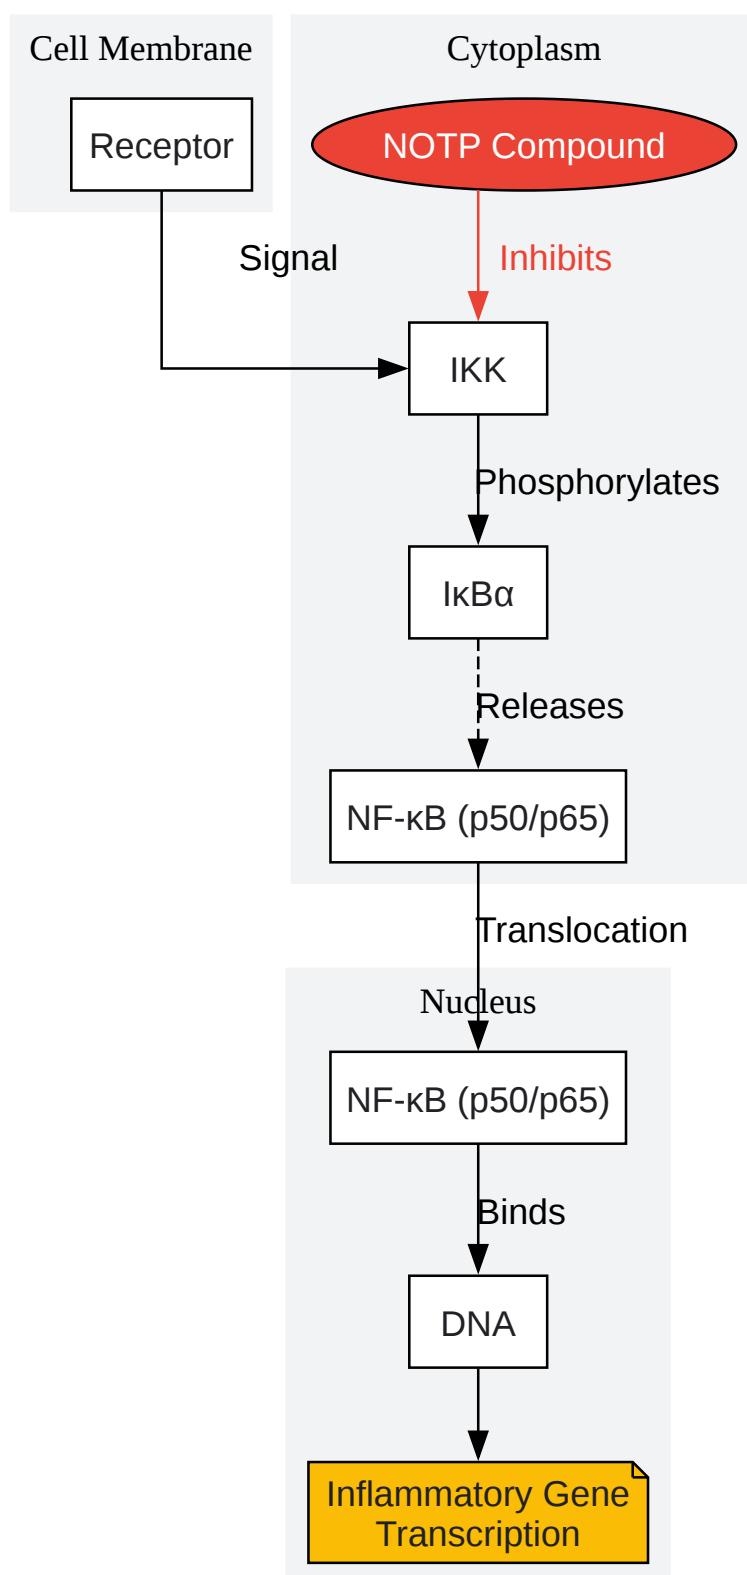 Cell Membrane
Cytoplasm
Receptor
NOTP Compound
Signal
Inhibits
IKK
Phosphorylates
IκBα
Releases
NF-κB (p50/p65)
Translocation
Nucleus
NF-κB (p50/p65)
Binds
DNA
Inflammatory Gene
Transcription